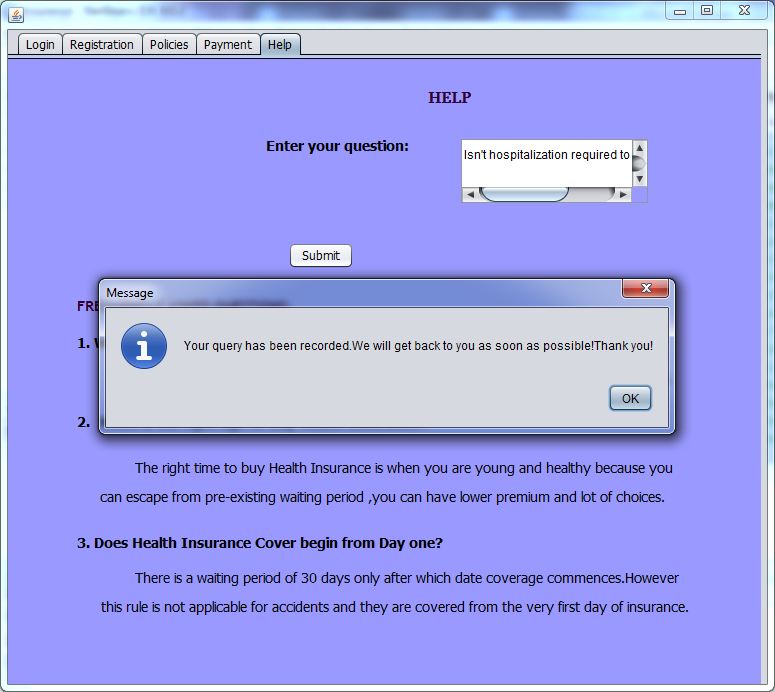 Login Registration Policies Payment Help
HELP
Enter your question:
Isn't hospitalization required to
Submit
Message
FRE
Your query has been recorded.We will get back to you as soon as possible!Thank you!
1. W
OK
2.
The right time to buy Health Insurance is when you are young and healthy because you
can escape from pre-existing waiting period ,you can have lower premium and lot of choices.
3. Does Health Insurance Cover begin from Day one?
There is a waiting period of 30 days only after which date coverage commences.However
this rule is not applicable for accidents and they are covered from the very first day of insurance.